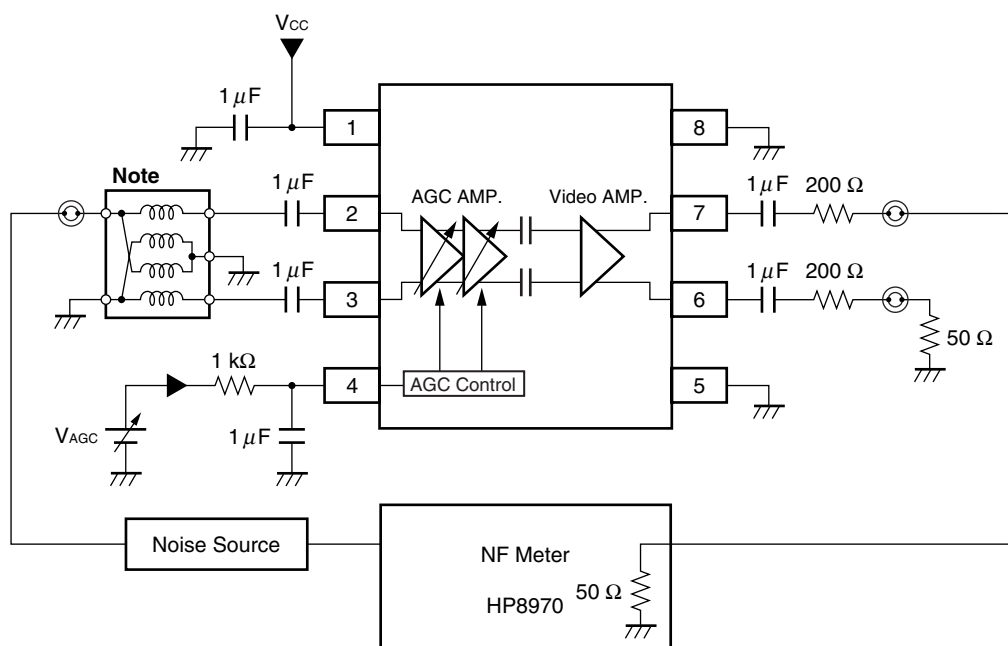 VCC
1 μF
1
8
Note
1 μF
2
AGC AMP.
Video AMP.
7
1 μF
200 Ω
1 μF
3
6
1 μF
200 Ω
50 Ω
1 kΩ
4
AGC Control
5
VAGC
1 μF
Noise Source
NF Meter
HP8970
50 Ω